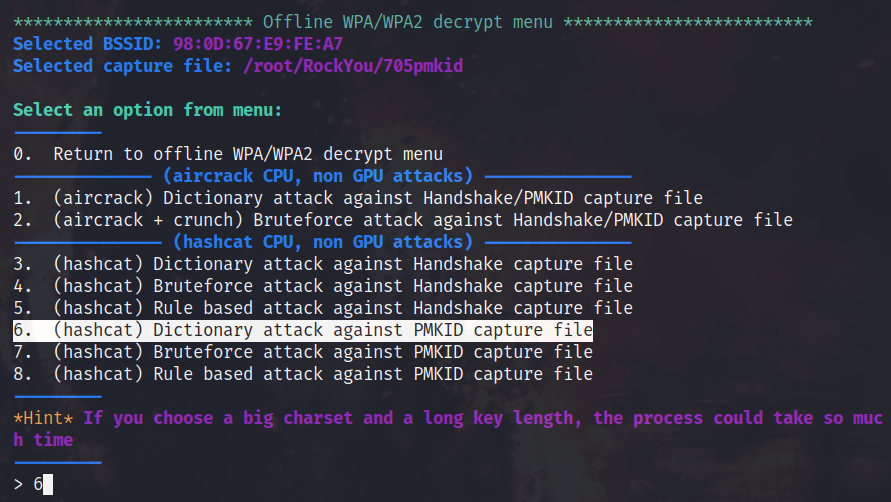 ************************* Offline WPA/WPA2 decrypt menu *************************
Selected BSSID: 98:0D:67:E9:FE:A7
Selected capture file: /root/RockYou/705pmkid
Select an option from menu:
---------
0.  Return to offline WPA/WPA2 decrypt menu
-------------- (aircrack CPU, non GPU attacks) ---------------
1.  (aircrack) Dictionary attack against Handshake/PMKID capture file
2.  (aircrack + crunch) Bruteforce attack against Handshake/PMKID capture file
--------------- (hashcat CPU, non GPU attacks) ---------------
3.  (hashcat) Dictionary attack against Handshake capture file
4.  (hashcat) Bruteforce attack against Handshake capture file
5.  (hashcat) Rule based attack against Handshake capture file
6.  (hashcat) Dictionary attack against PMKID capture file
7.  (hashcat) Bruteforce attack against PMKID capture file
8.  (hashcat) Rule based attack against PMKID capture file
---------
*Hint* If you choose a big charset and a long key length, the process could take so muc
h time
---------
> 6